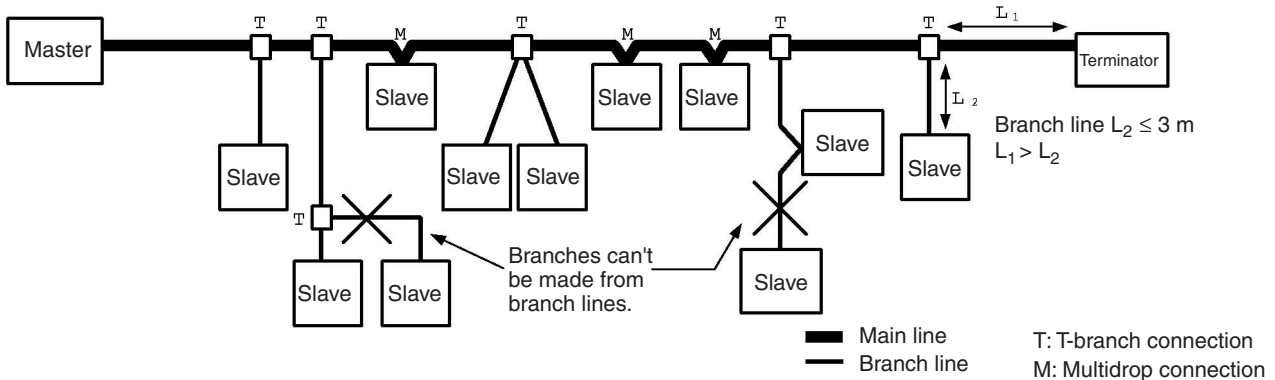 T
T
M
T
M
M
T
T
L₁
Master
Terminator
Slave
Slave
Slave
L₂
Branch line L₂ ≤ 3 m
L₁ > L₂
Slave
Slave
Slave
Slave
Slave
T
Branches can't
be made from
branch lines.
Slave
Slave
Slave
Main line
Branch line
T: T-branch connection
M: Multidrop connection